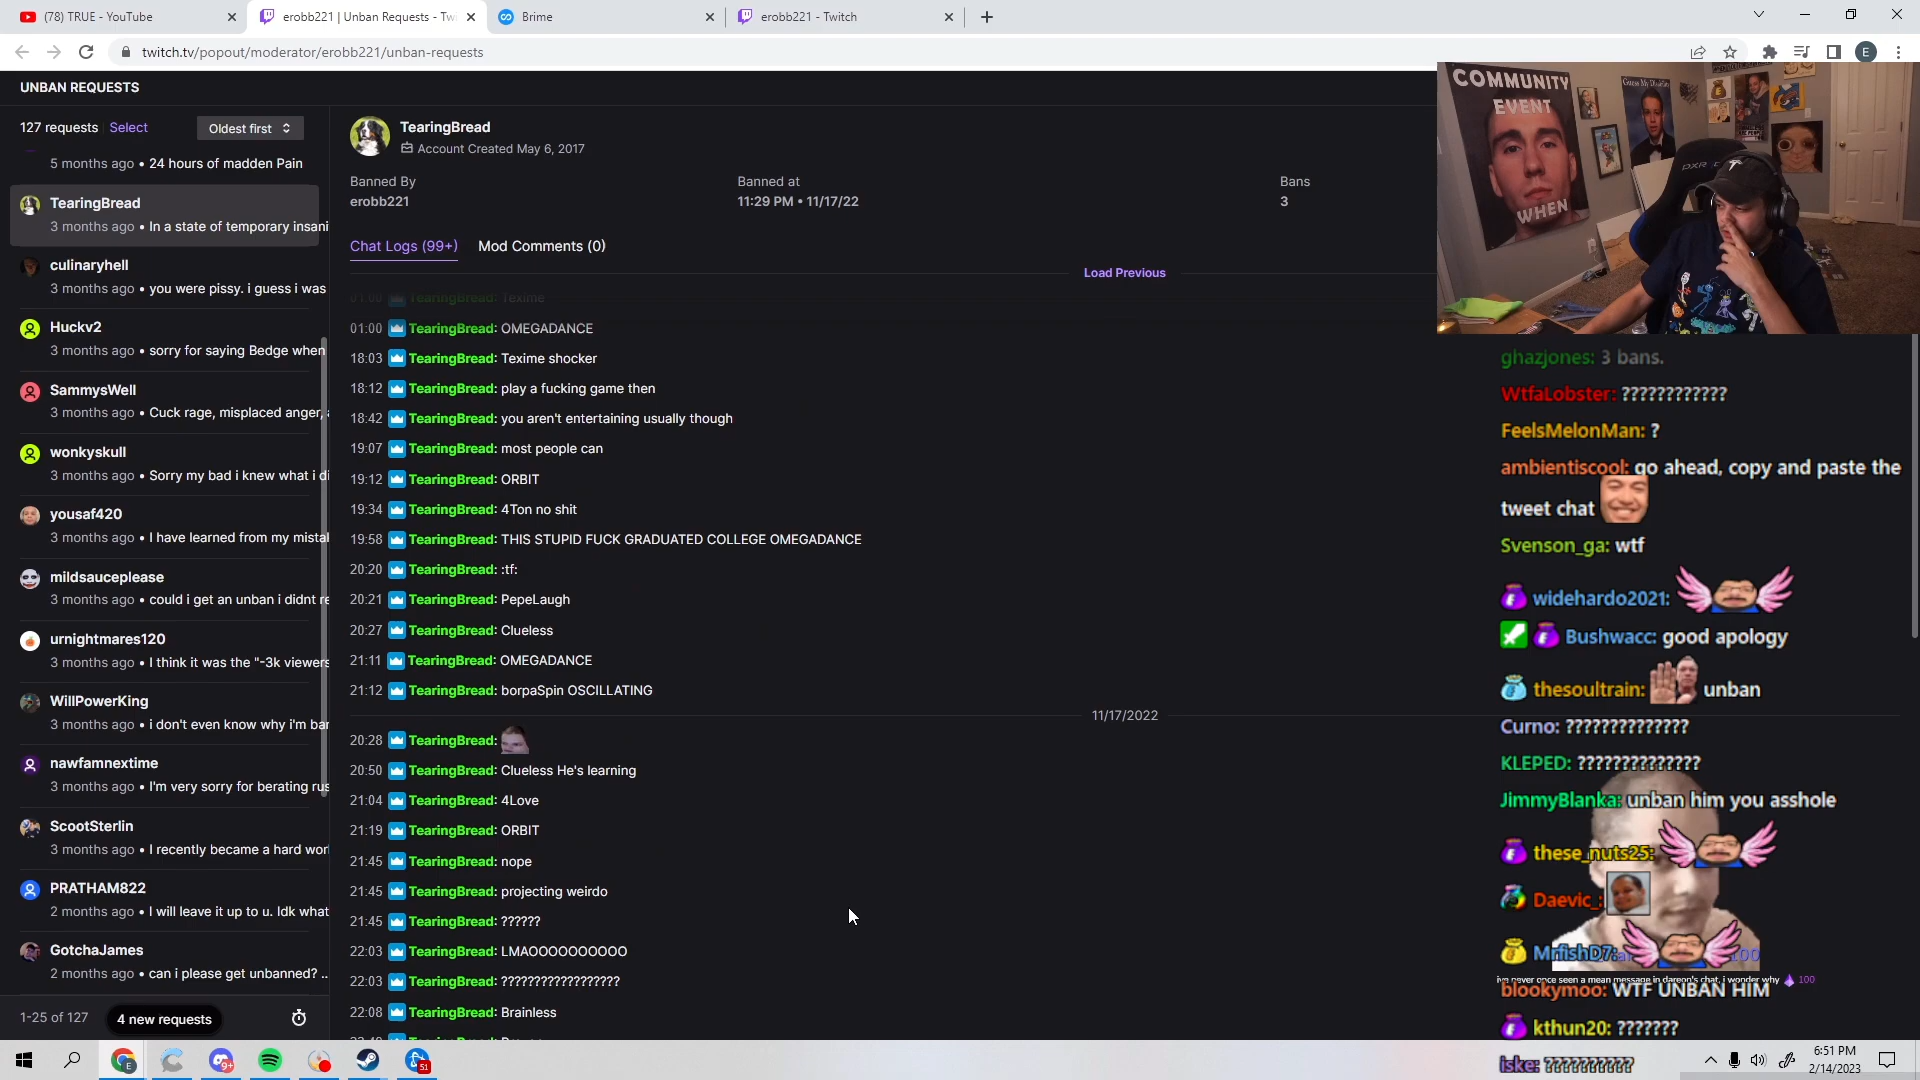 (78) TRUE - YouTube
erobb221 | Unban Requests - Twi
Brime
erobb221 - Twitch
twitch.tv/popout/moderator/erobb221/unban-requests
E
UNBAN REQUESTS
127 requests
Select
Oldest first
5 months ago • 24 hours of madden Pain
TearingBread
3 months ago • In a state of temporary insani
culinaryhell
3 months ago • you were pissy. i guess i was
Huckv2
3 months ago • sorry for saying Bedge when
SammysWell
3 months ago • Cuck rage, misplaced anger,
wonkyskull
3 months ago • Sorry my bad i knew what i di
yousaf420
3 months ago • I have learned from my mistal
mildsauceplease
3 months ago • could i get an unban i didnt re
urnightmares120
3 months ago • I think it was the "-3k viewers
WillPowerKing
3 months ago • i don't even know why i'm bar
nawfamnextime
3 months ago • I'm very sorry for berating rus
ScootSterlin
3 months ago • I recently became a hard wor
PRATHAM822
2 months ago • I will leave it up to u. Idk what
GotchaJames
2 months ago • can i please get unbanned? ..
1-25 of 127
4 new requests
TearingBread
Account Created May 6, 2017
Banned By
erobb221
Banned at
11:29 PM • 11/17/22
Bans
3
Chat Logs (99+)
Mod Comments (0)
Load Previous
01:00 TearingBread: Texime
01:00 TearingBread: OMEGADANCE
18:03 TearingBread: Texime shocker
18:12 TearingBread: play a fucking game then
18:42 TearingBread: you aren't entertaining usually though
19:07 TearingBread: most people can
19:12 TearingBread: ORBIT
19:34 TearingBread: 4Ton no shit
19:58 TearingBread: THIS STUPID FUCK GRADUATED COLLEGE OMEGADANCE
20:20 TearingBread: :tf:
20:21 TearingBread: PepeLaugh
20:27 TearingBread: Clueless
21:11 TearingBread: OMEGADANCE
21:12 TearingBread: borpaSpin OSCILLATING
11/17/2022
20:28 TearingBread:
20:50 TearingBread: Clueless He's learning
21:04 TearingBread: 4Love
21:19 TearingBread: ORBIT
21:45 TearingBread: nope
21:45 TearingBread: projecting weirdo
21:45 TearingBread: ??????
22:03 TearingBread: LMAOOOOOOOOOO
22:03 TearingBread: ??????????????????
22:08 TearingBread: Brainless
COMMUNITY
EVENT
WHEN
ghazjones: 3 bans.
WtfaLobster: ????????????
FeelsMelonMan: ?
ambientiscool: go ahead, copy and paste the
tweet chat
Svenson_ga: wtf
widehardo2021:
Bushwacc: good apology
thesoultrain: unban
Curno: ??????????????
KLEPED: ??????????????
JimmyBlanka: unban him you asshole
these_nuts25:
Daevic_:
MrfishD7:
100
ive never once seen a mean message in dareon's chat, i wonder why 100
blookymoo: WTF UNBAN HIM
kthun20: ???????
iske: ??????????
9+
51
6:51 PM
2/14/2023